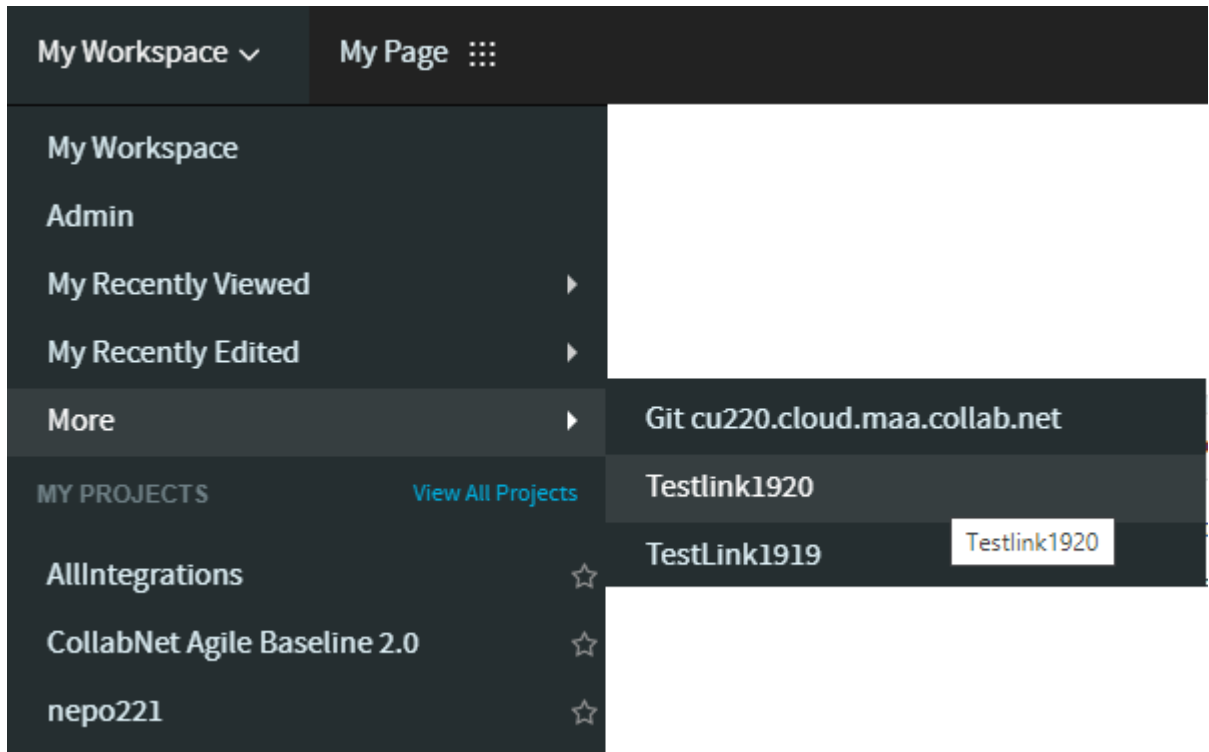 My Workspace
My Page
My Workspace
Admin
My Recently Viewed
My Recently Edited
More
Git cu220.cloud.maa.collab.net
Testlink1920
TestLink1919
Testlink1920
MY PROJECTS View All Projects
AllIntegrations
CollabNet Agile Baseline 2.0
nepo221